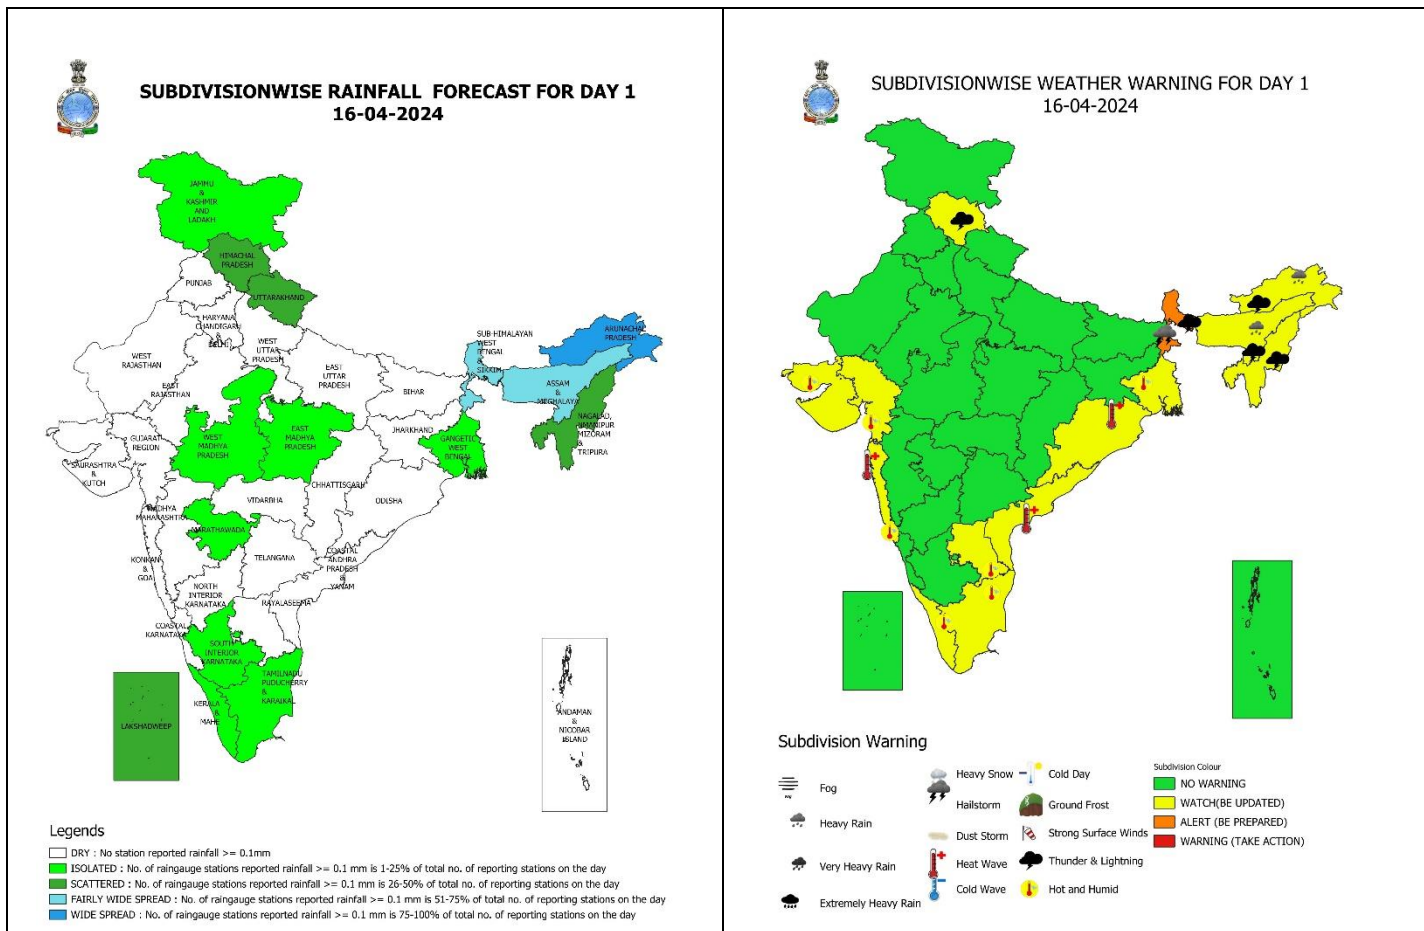 SUBDIVISIONWISE RAINFALL FORECAST FOR DAY 1
16-04-2024
JAMMU
&
KASHMIR
AND
LADAKH
HIMACHAL
PRADESH
PUNJAB
UTTARAKHAND
HARYANA
CHANDIGARH
&
DELHI
WEST
UTTAR
PRADESH
WEST
RAJASTHAN
EAST
RAJASTHAN
EAST
UTTAR
PRADESH
BIHAR
SUB-HIMALAYAN
WEST
BENGAL
&
SIKKIM
ARUNACHAL
PRADESH
ASSAM
&
MEGHALAYA
NAGALAD,
MANIPUR
MIZORAM
&
TRIPURA
GUJARAT
REGION
SAURASHTRA
&
KUTCH
WEST
MADHYA
PRADESH
EAST
MADHYA
PRADESH
JHARKHAND
GANGETIC
WEST
BENGAL
CHHATTISGARH
ODISHA
VIDARBHA
MADHYA
MAHARASHTRA
MARATHAWADA
KONKAN
&
GOA
TELANGANA
COASTAL
ANDHRA
PRADESH
&
YANAM
NORTH
INTERIOR
KARNATAKA
RAYALASEEMA
COASTAL
KARNATAKA
SOUTH
INTERIOR
KARNATAKA
TAMILNADU
PUDUCHERRY
&
KARAIKAL
KERALA
&
MAHE
LAKSHADWEEP
ANDAMAN
&
NICOBAR
ISLAND
Legends
DRY : No station reported rainfall >= 0.1mm
ISOLATED : No. of raingauge stations reported rainfall >= 0.1 mm is 1-25% of total no. of reporting stations on the day
SCATTERED : No. of raingauge stations reported rainfall >= 0.1 mm is 26-50% of total no. of reporting stations on the day
FAIRLY WIDE SPREAD : No. of raingauge stations reported rainfall >= 0.1 mm is 51-75% of total no. of reporting stations on the day
WIDE SPREAD : No. of raingauge stations reported rainfall >= 0.1 mm is 75-100% of total no. of reporting stations on the day
SUBDIVISIONWISE WEATHER WARNING FOR DAY 1
16-04-2024
Subdivision Warning
Fog
Heavy Rain
Very Heavy Rain
Extremely Heavy Rain
Heavy Snow
Hailstorm
Dust Storm
Heat Wave
Cold Wave
Cold Day
Ground Frost
Strong Surface Winds
Thunder & Lightning
Hot and Humid
Subdivision Colour
NO WARNING
WATCH(BE UPDATED)
ALERT (BE PREPARED)
WARNING (TAKE ACTION)